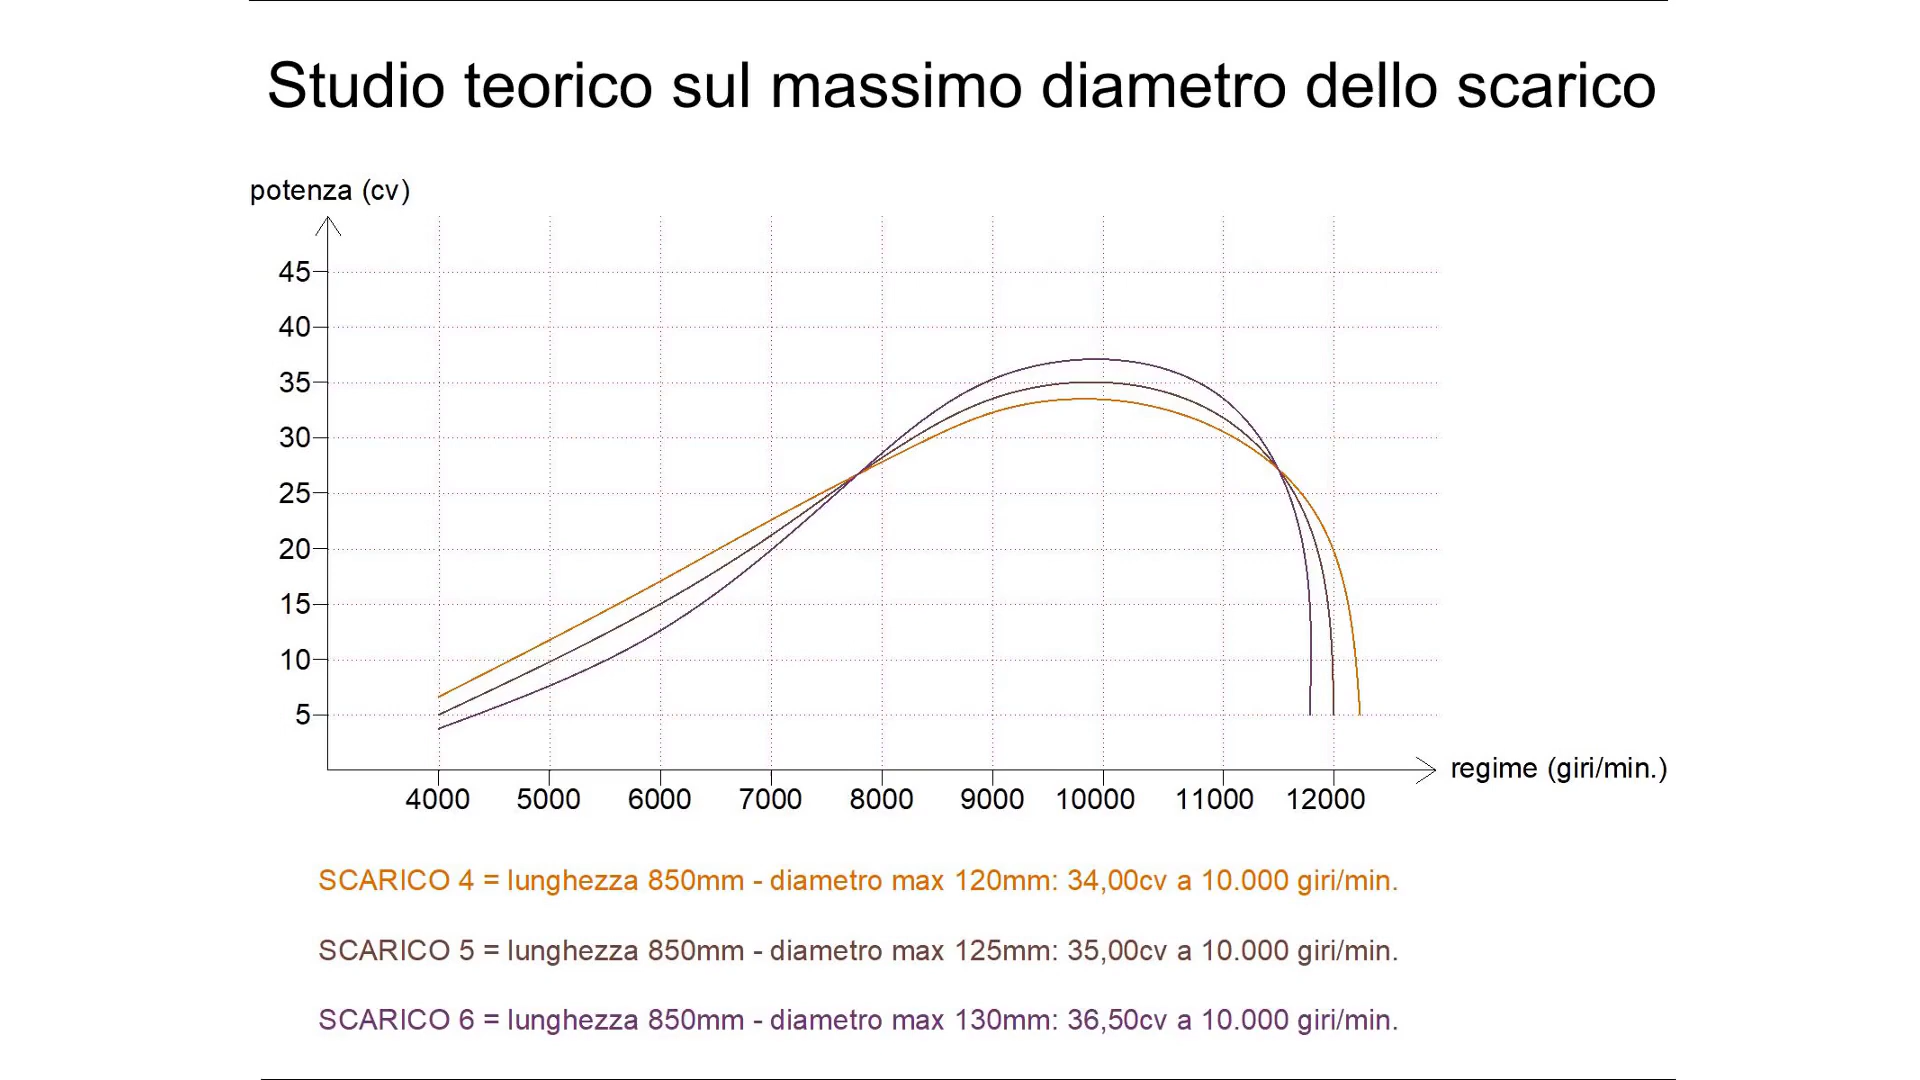 Studio teorico sul massimo diametro dello scarico
potenza (cv)
45
40
35
30
25
20
15
10
5
regime (giri/min.)
4000 5000 6000 7000 8000 9000 10000 11000 12000
SCARICO 4 = lunghezza 850mm - diametro max 120mm: 34,00cv a 10.000 giri/min.
SCARICO 5 = lunghezza 850mm - diametro max 125mm: 35,00cv a 10.000 giri/min.
SCARICO 6 = lunghezza 850mm - diametro max 130mm: 36,50cv a 10.000 giri/min.